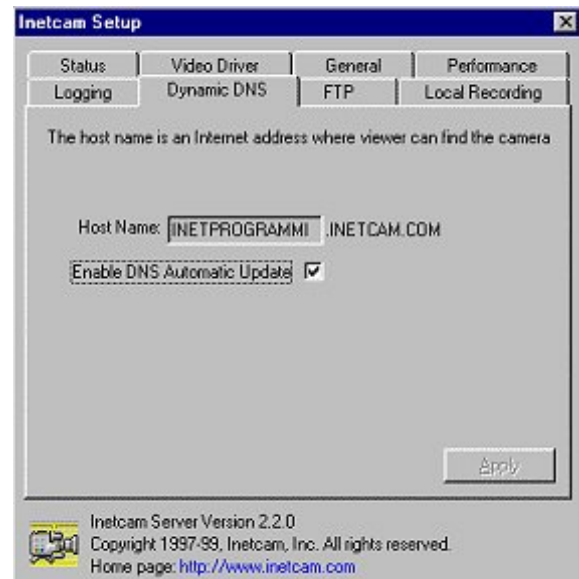 Inetcam Setup
Status Video Driver General Performance
Logging Dynamic DNS FTP Local Recording
The host name is an Internet address where viewer can find the camera
Host Name: INETPROGRAMMI .INETCAM.COM
Enable DNS Automatic Update
Apply
Inetcam Server Version 2.2.0
Copyright 1997-99, Inetcam, Inc. All rights reserved.
Home page: http://www.inetcam.com